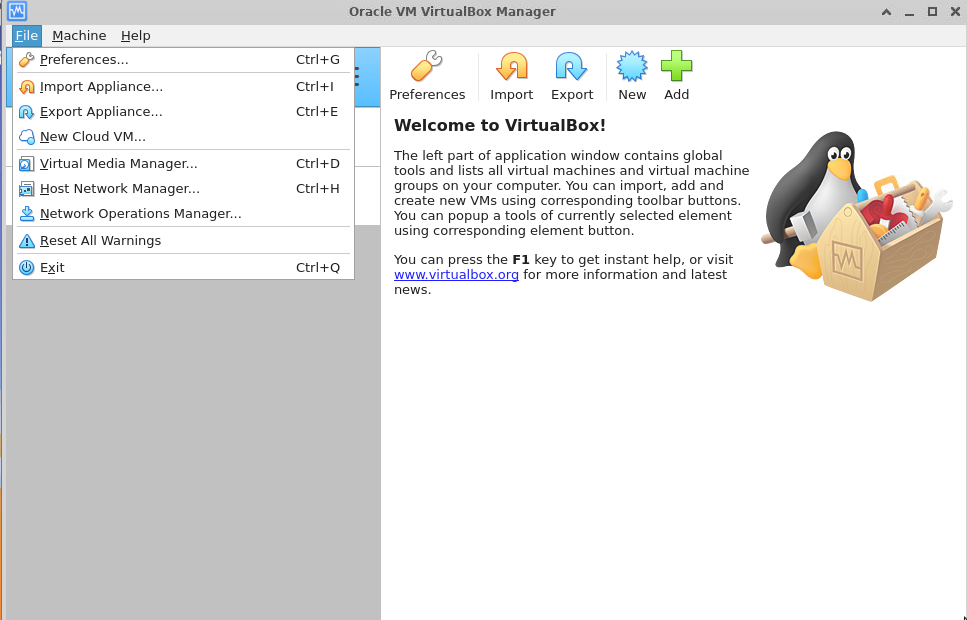 Oracle VM VirtualBox Manager
File Machine Help
Preferences... Ctrl+G
Import Appliance... Ctrl+I
Export Appliance... Ctrl+E
New Cloud VM...
Virtual Media Manager... Ctrl+D
Host Network Manager... Ctrl+H
Network Operations Manager...
Reset All Warnings
Exit Ctrl+Q
Preferences Import Export New Add
Welcome to VirtualBox!
The left part of application window contains global
tools and lists all virtual machines and virtual machine
groups on your computer. You can import, add and
create new VMs using corresponding toolbar buttons.
You can popup a tools of currently selected element
using corresponding element button.
You can press the F1 key to get instant help, or visit
www.virtualbox.org for more information and latest
news.